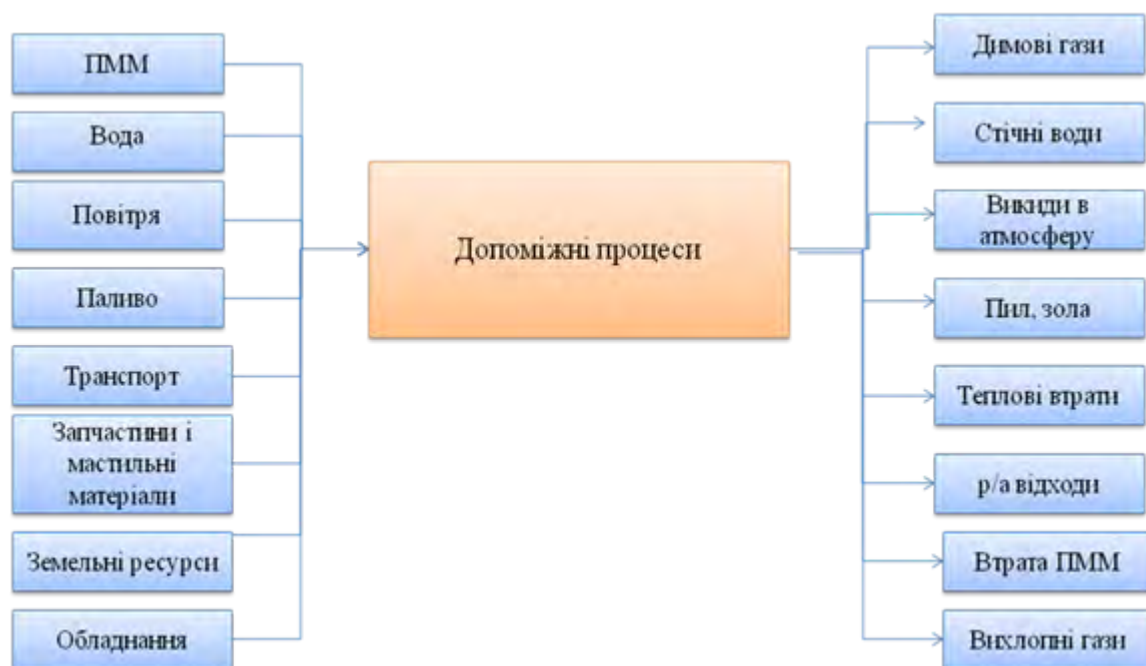 ПММ
Вода
Повітря
Паливо
Транспорт
Запчастини і
мастильні
матеріали
Земельні ресурси
Обладнання
Допоміжні процеси
Димові гази
Стічні води
Викиди в
атмосферу
Пил, зола
Теплові втрати
р/а відходи
Втрата ПММ
Вихлопні гази